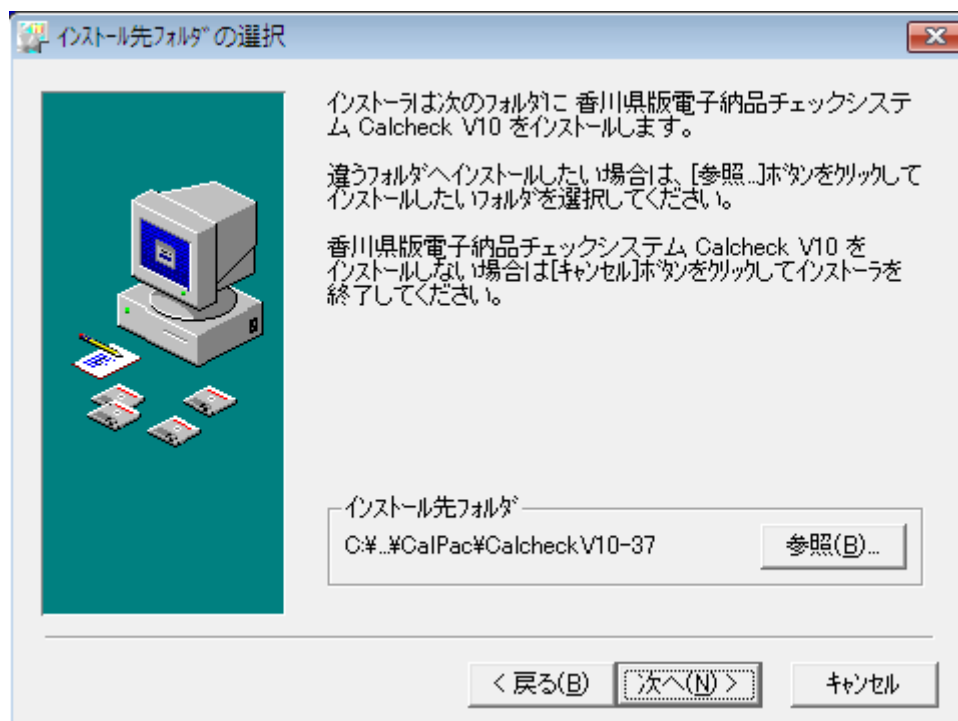 インストール先フォルダの選択
インストーラは次のフォルダに 香川県版電子納品チェックシステ
ム Calcheck V10 をインストールします。
違うフォルダへインストールしたい場合は、[参照...]ボタンをクリックして
インストールしたいフォルダを選択してください。
香川県版電子納品チェックシステム Calcheck V10 を
インストールしない場合は[キャンセル]ボタンをクリックしてインストーラを
終了してください。
インストール先フォルダ
C:¥...¥CalPac¥CalcheckV10-37
参照(B)...
< 戻る(B)
次へ(N) >
キャンセル